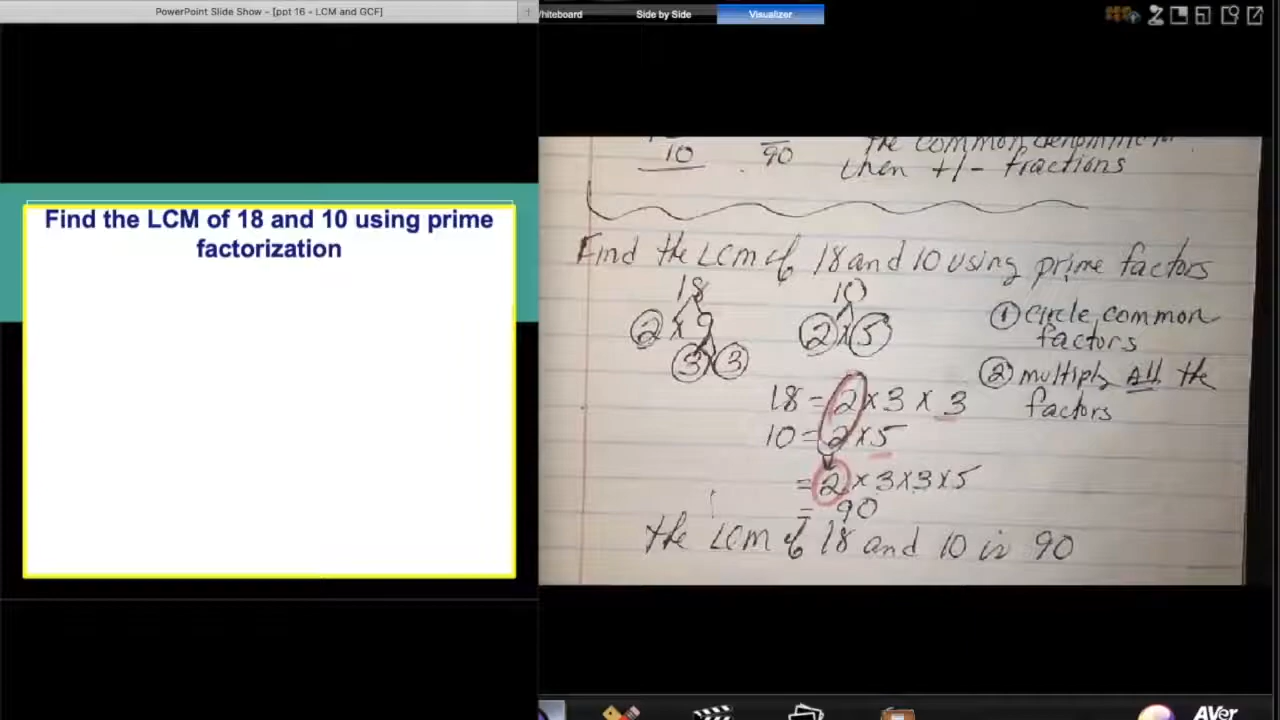 PowerPoint Slide Show - [ppt 16 - LCM and GCF]
Whiteboard
Side by Side
Visualizer
Find the LCM of 18 and 10 using prime
factorization
10
90
the common
then +/- fractions
Find the LCM of 18 and 10 using prime factors
18
10
2 x 9
2 x 5
3 x 3
① circle common
factors
② multiply All the
factors
18 = 2 x 3 x 3
10 = 2 x 5
= 2 x 3 x 3 x 5
= 90
the LCM of 18 and 10 is 90
AVer